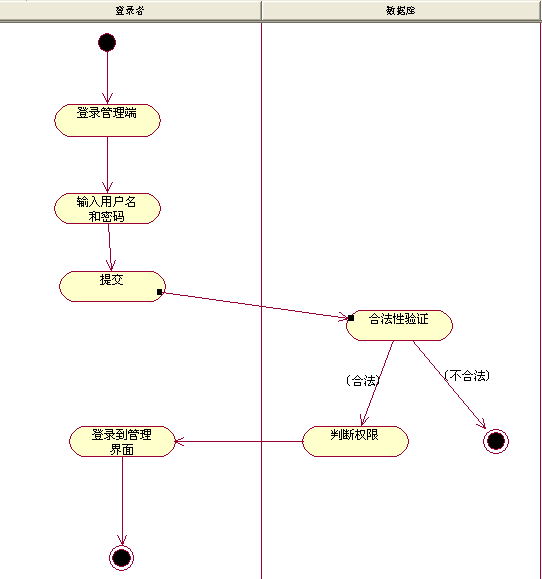 登录者
数据库
登录管理端
输入用户名
和密码
提交
合法性验证
(合法)
(不合法)
登录到管理
界面
判断权限